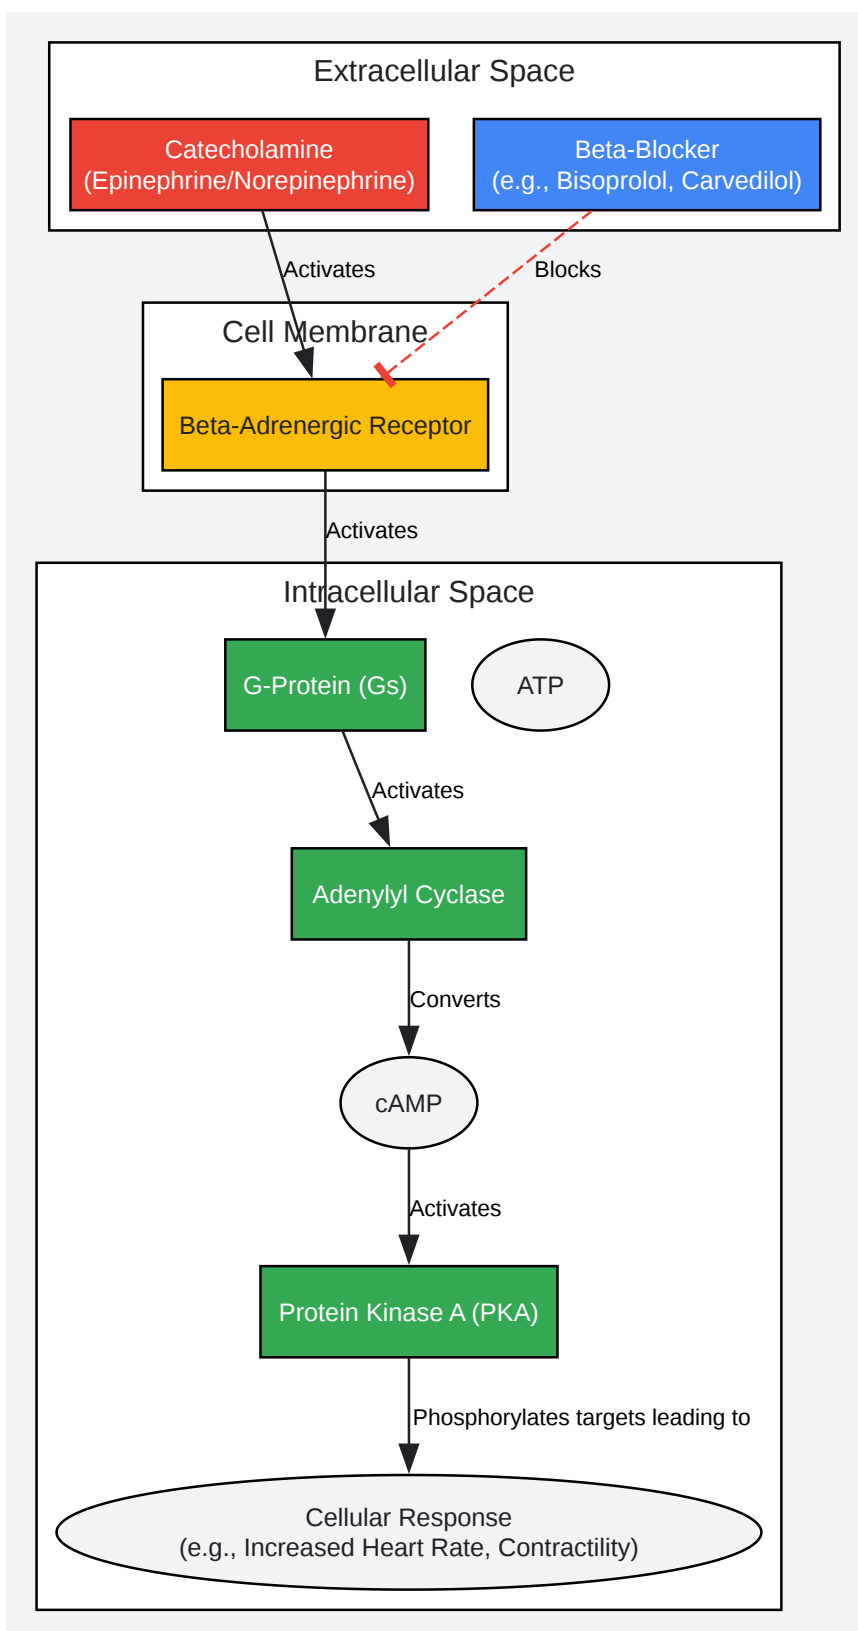 Extracellular Space
Catecholamine
(Epinephrine/Norepinephrine)
Beta-Blocker
(e.g., Bisoprolol, Carvedilol)
Activates
Blocks
Cell Membrane
Beta-Adrenergic Receptor
Activates
Intracellular Space
G-Protein (Gs)
ATP
Activates
Adenylyl Cyclase
Converts
cAMP
Activates
Protein Kinase A (PKA)
Phosphorylates targets leading to
Cellular Response
(e.g., Increased Heart Rate, Contractility)